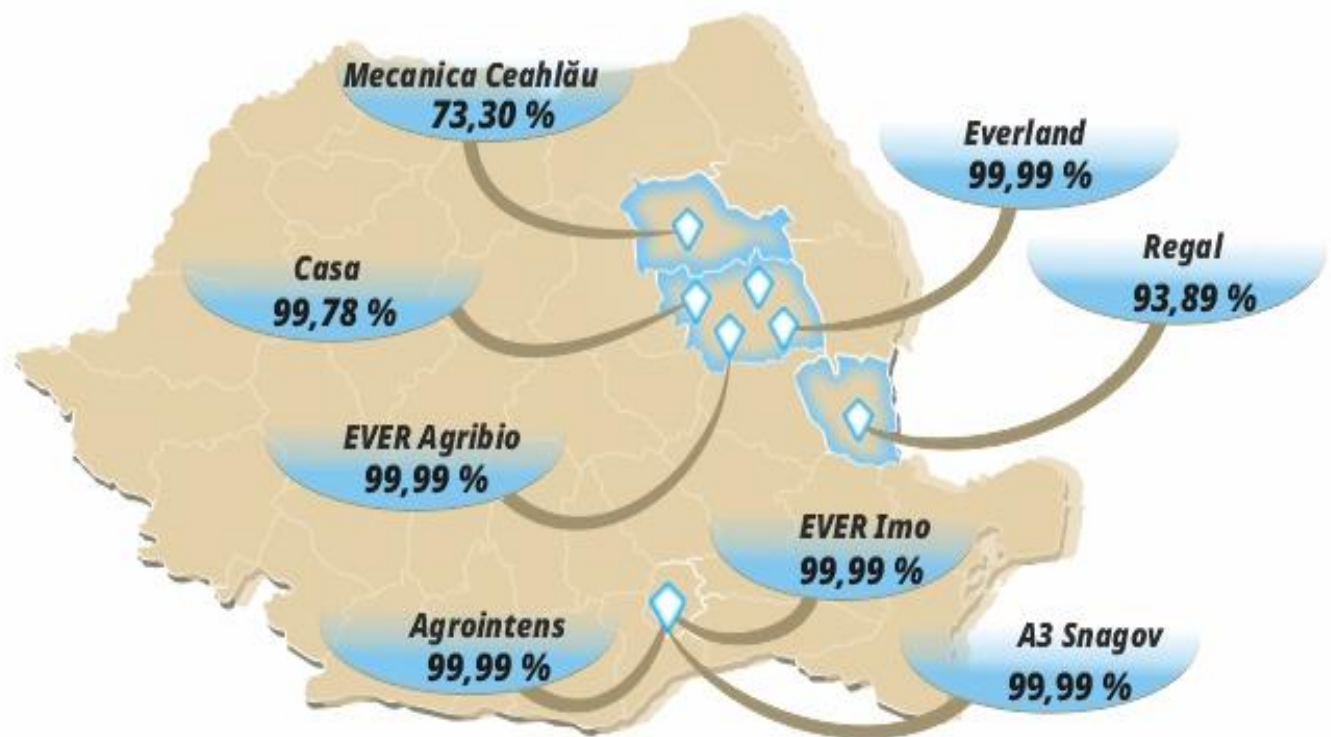 Mecanica Ceahlău
73,30 %
Everland
99,99 %
Regal
93,89 %
Casa
99,78 %
EVER Agribio
99,99 %
EVER Imo
99,99 %
Agrointens
99,99 %
A3 Snagov
99,99 %